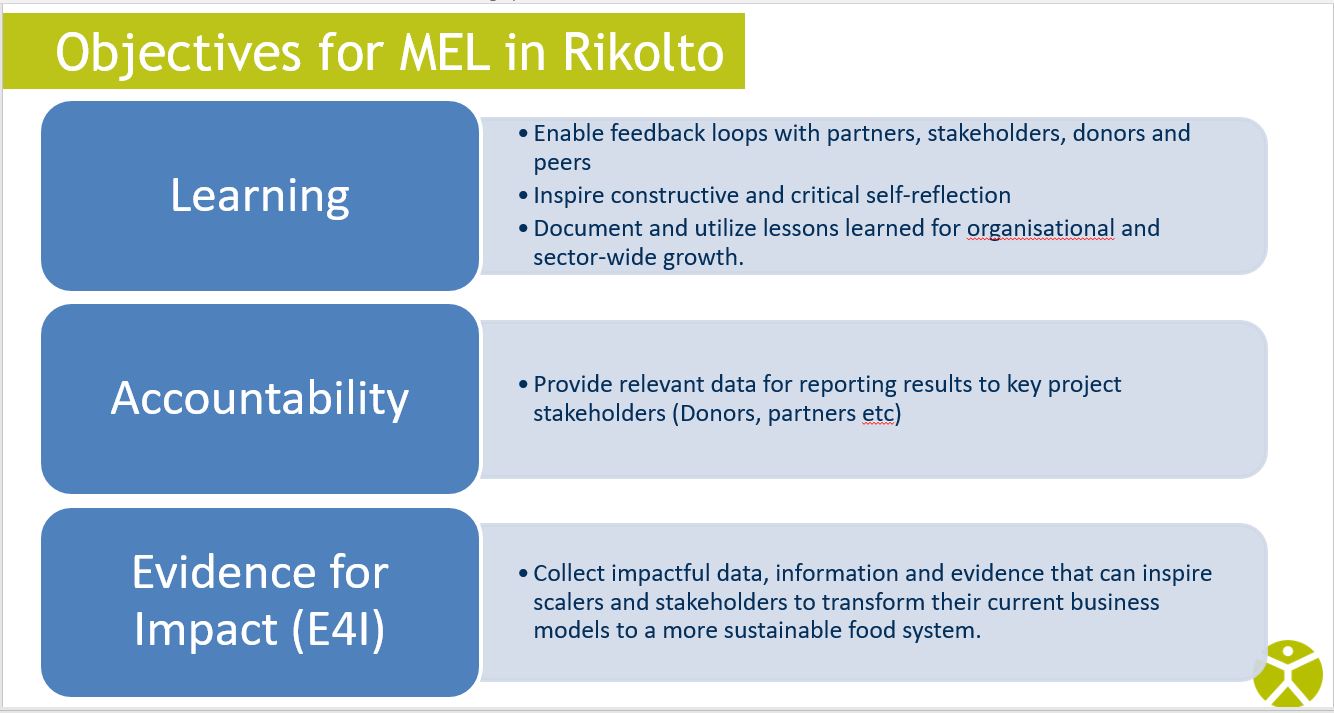 Objectives for MEL in Rikolto
Learning
• Enable feedback loops with partners, stakeholders, donors and
peers
• Inspire constructive and critical self-reflection
• Document and utilize lessons learned for organisational and
sector-wide growth.
Accountability
• Provide relevant data for reporting results to key project
stakeholders (Donors, partners etc)
Evidence for
Impact (E4I)
• Collect impactful data, information and evidence that can inspire
scalers and stakeholders to transform their current business
models to a more sustainable food system.